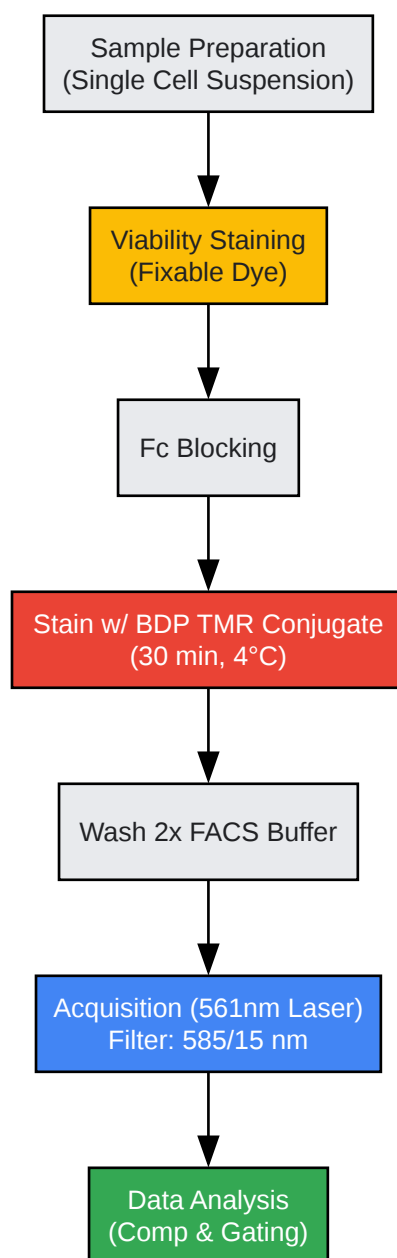 Sample Preparation
(Single Cell Suspension)
Viability Staining
(Fixable Dye)
Fc Blocking
Stain w/ BDP TMR Conjugate
(30 min, 4°C)
Wash 2x FACS Buffer
Acquisition (561nm Laser)
Filter: 585/15 nm
Data Analysis
(Comp & Gating)